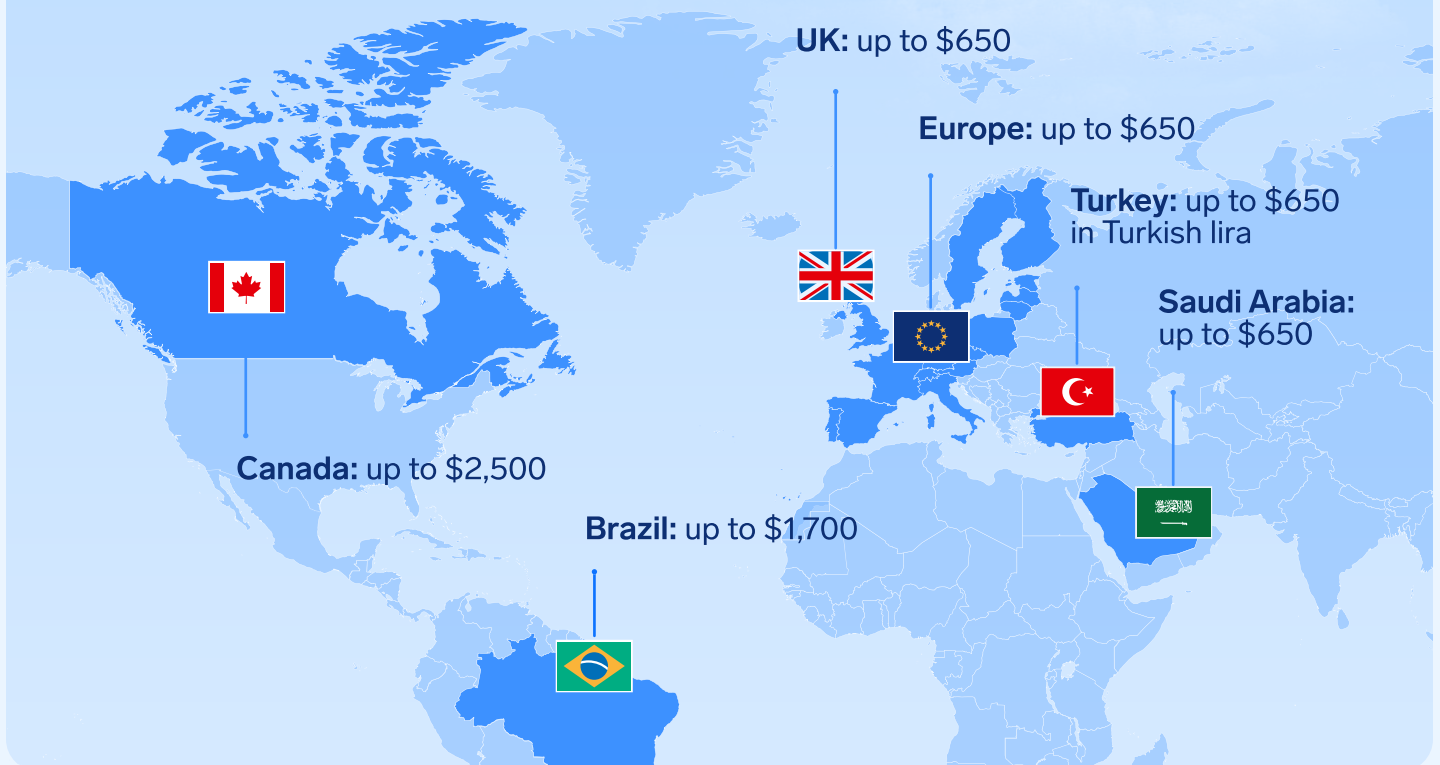 UK: up to $650
Europe: up to $650
Turkey: up to $650
in Turkish lira
Saudi Arabia:
up to $650
Canada: up to $2,500
Brazil: up to $1,700